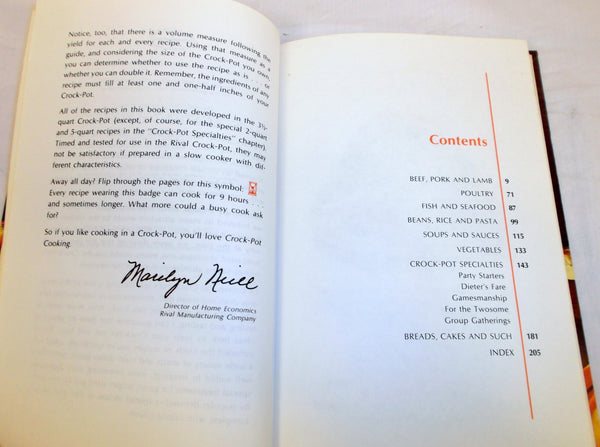 Notice, too, that there is a volume measure following the
yield for each and every recipe. Using that measure as a
guide, and considering the size of the Crock-Pot you own,
you can determine whether to use the recipe as is . . . or
whether you can double it. Remember, the ingredients of any
recipe must fill at least one and one-half inches of your
Crock-Pot.
All of the recipes in this book were developed in the 3½-
quart Crock-Pot (except, of course, for the special 2-quart
and 5-quart recipes in the "Crock-Pot Specialties" chapter).
Timed and tested for use in the Rival Crock-Pot, they may
not be satisfactory if prepared in a slow cooker with dif-
ferent characteristics.
Away all day? Flip through the pages for this symbol:
Every recipe wearing this badge can cook for 9 hours . . .
and sometimes longer. What more could a busy cook ask
for?
So if you like cooking in a Crock-Pot, you'll love Crock-Pot
Cooking.
Marilyn Neill
Director of Home Economics
Rival Manufacturing Company
Contents
BEEF, PORK AND LAMB 9
POULTRY 71
FISH AND SEAFOOD 87
BEANS, RICE AND PASTA 99
SOUPS AND SAUCES 115
VEGETABLES 133
CROCK-POT SPECIALTIES 143
Party Starters
Dieter's Fare
Gamesmanship
For the Twosome
Group Gatherings
BREADS, CAKES AND SUCH 181
INDEX 205